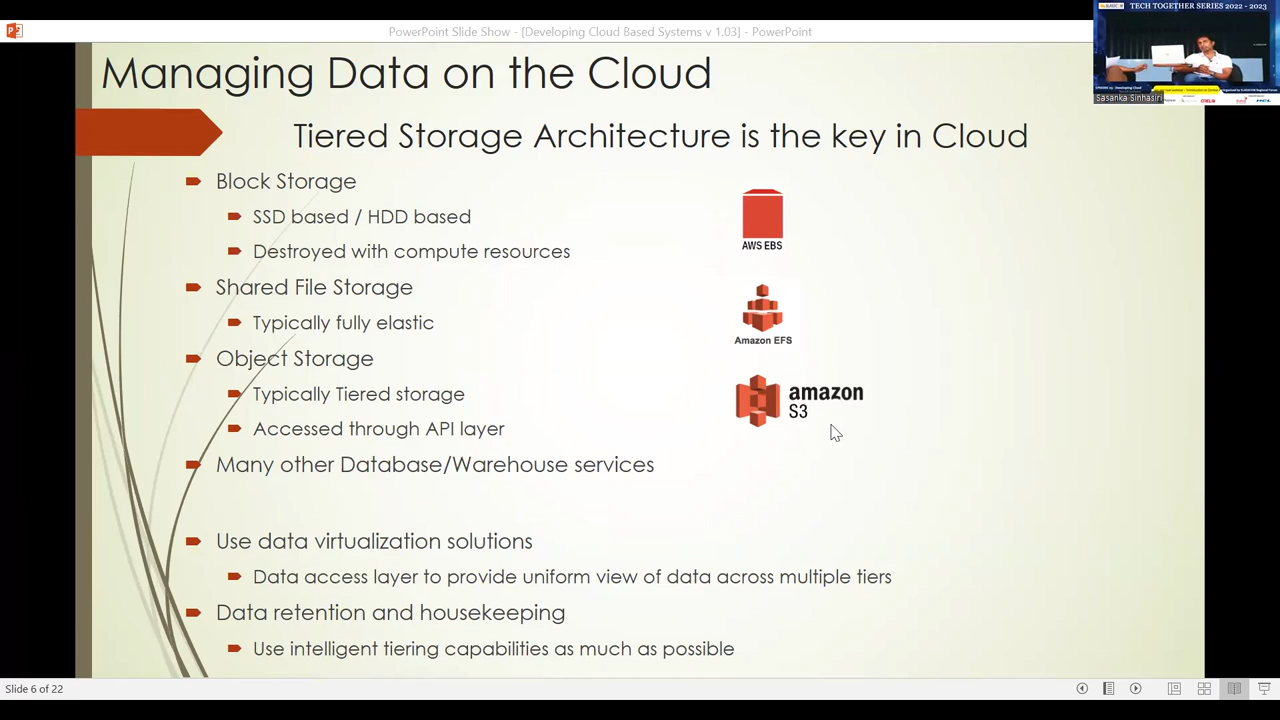 PowerPoint Slide Show - [Developing Cloud Based Systems v 1.03] - PowerPoint
TECH TOGETHER SERIES 2022 - 2023
Sasanka Sinhasiri
Managing Data on the Cloud
Tiered Storage Architecture is the key in Cloud
Block Storage
SSD based / HDD based
Destroyed with compute resources
AWS EBS
Shared File Storage
Typically fully elastic
Amazon EFS
Object Storage
Typically Tiered storage
Accessed through API layer
amazon
S3
Many other Database/Warehouse services
Use data virtualization solutions
Data access layer to provide uniform view of data across multiple tiers
Data retention and housekeeping
Use intelligent tiering capabilities as much as possible
Slide 6 of 22